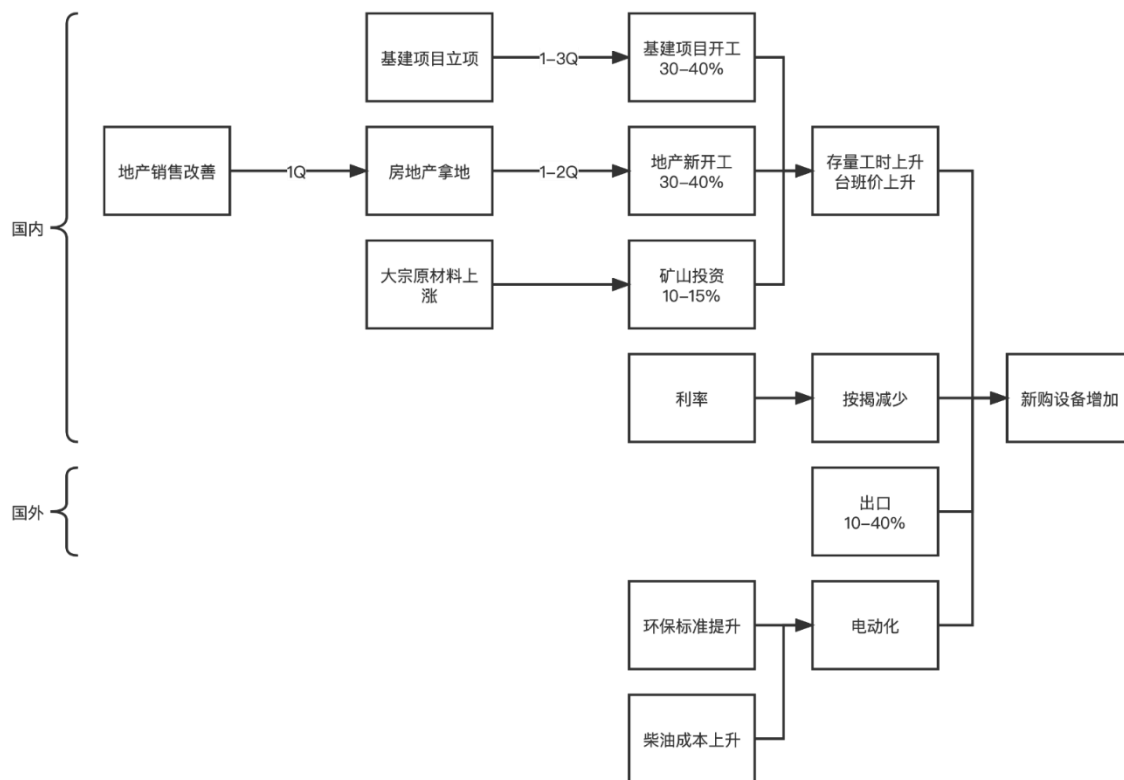 基建项目立项
1–3Q
基建项目开工
30–40%
地产销售改善
1Q
房地产拿地
1–2Q
地产新开工
30–40%
存量工时上升
台班价上升
国内
大宗原材料上
涨
矿山投资
10–15%
利率
按揭减少
新购设备增加
国外
出口
10–40%
环保标准提升
电动化
柴油成本上升